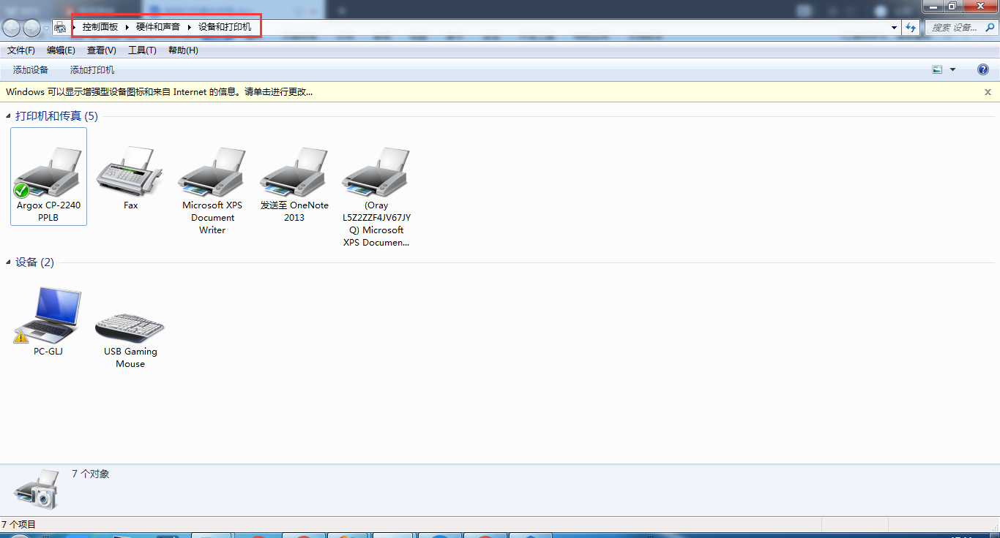 控制面板 ▸ 硬件和声音 ▸ 设备和打印机
搜索 设备...
文件(F) 编辑(E) 查看(V) 工具(T) 帮助(H)
添加设备 添加打印机
Windows 可以显示增强型设备图标和来自 Internet 的信息。请单击进行更改...
打印机和传真 (5)
Argox CP-2240
PPLB
Fax
Microsoft XPS
Document
Writer
发送至 OneNote
2013
(Oray
L5Z2ZZF4JV67JY
Q) Microsoft
XPS Documen...
设备 (2)
PC-GLJ
USB Gaming
Mouse
7 个对象
7 个项目